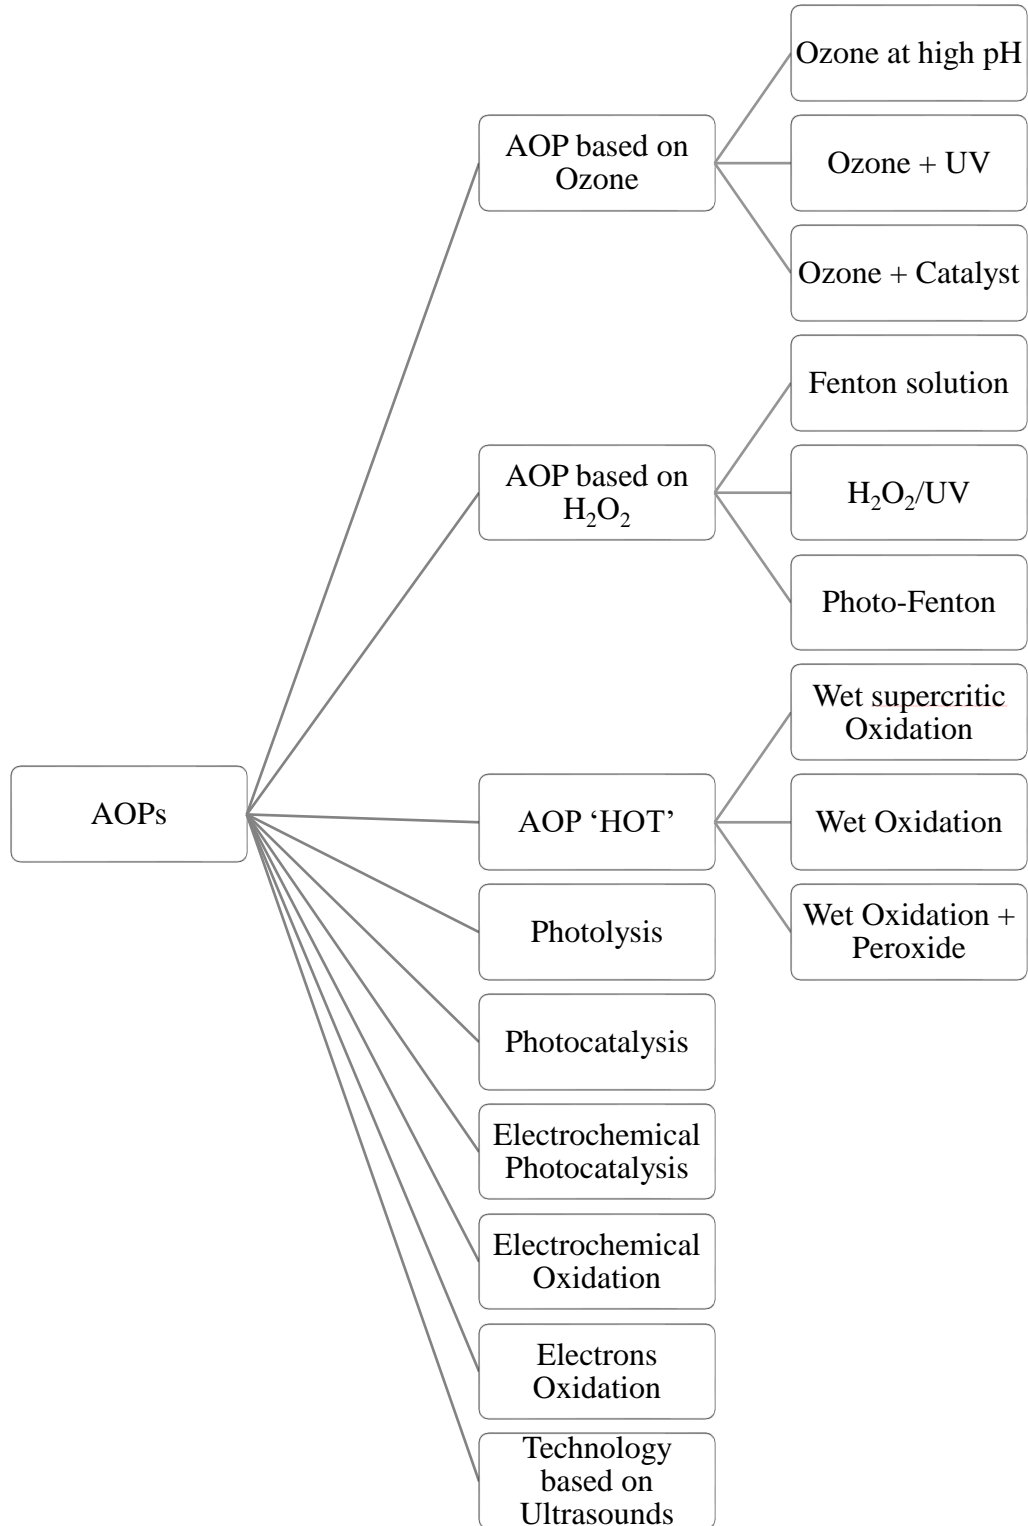 Ozone at high pH
AOP based on
Ozone
Ozone + UV
Ozone + Catalyst
Fenton solution
AOP based on
H₂O₂
H₂O₂/UV
Photo-Fenton
Wet supercritic
Oxidation
AOPs
AOP ‘HOT’
Wet Oxidation
Wet Oxidation +
Peroxide
Photolysis
Photocatalysis
Electrochemical
Photocatalysis
Electrochemical
Oxidation
Electrons
Oxidation
Technology
based on
Ultrasounds